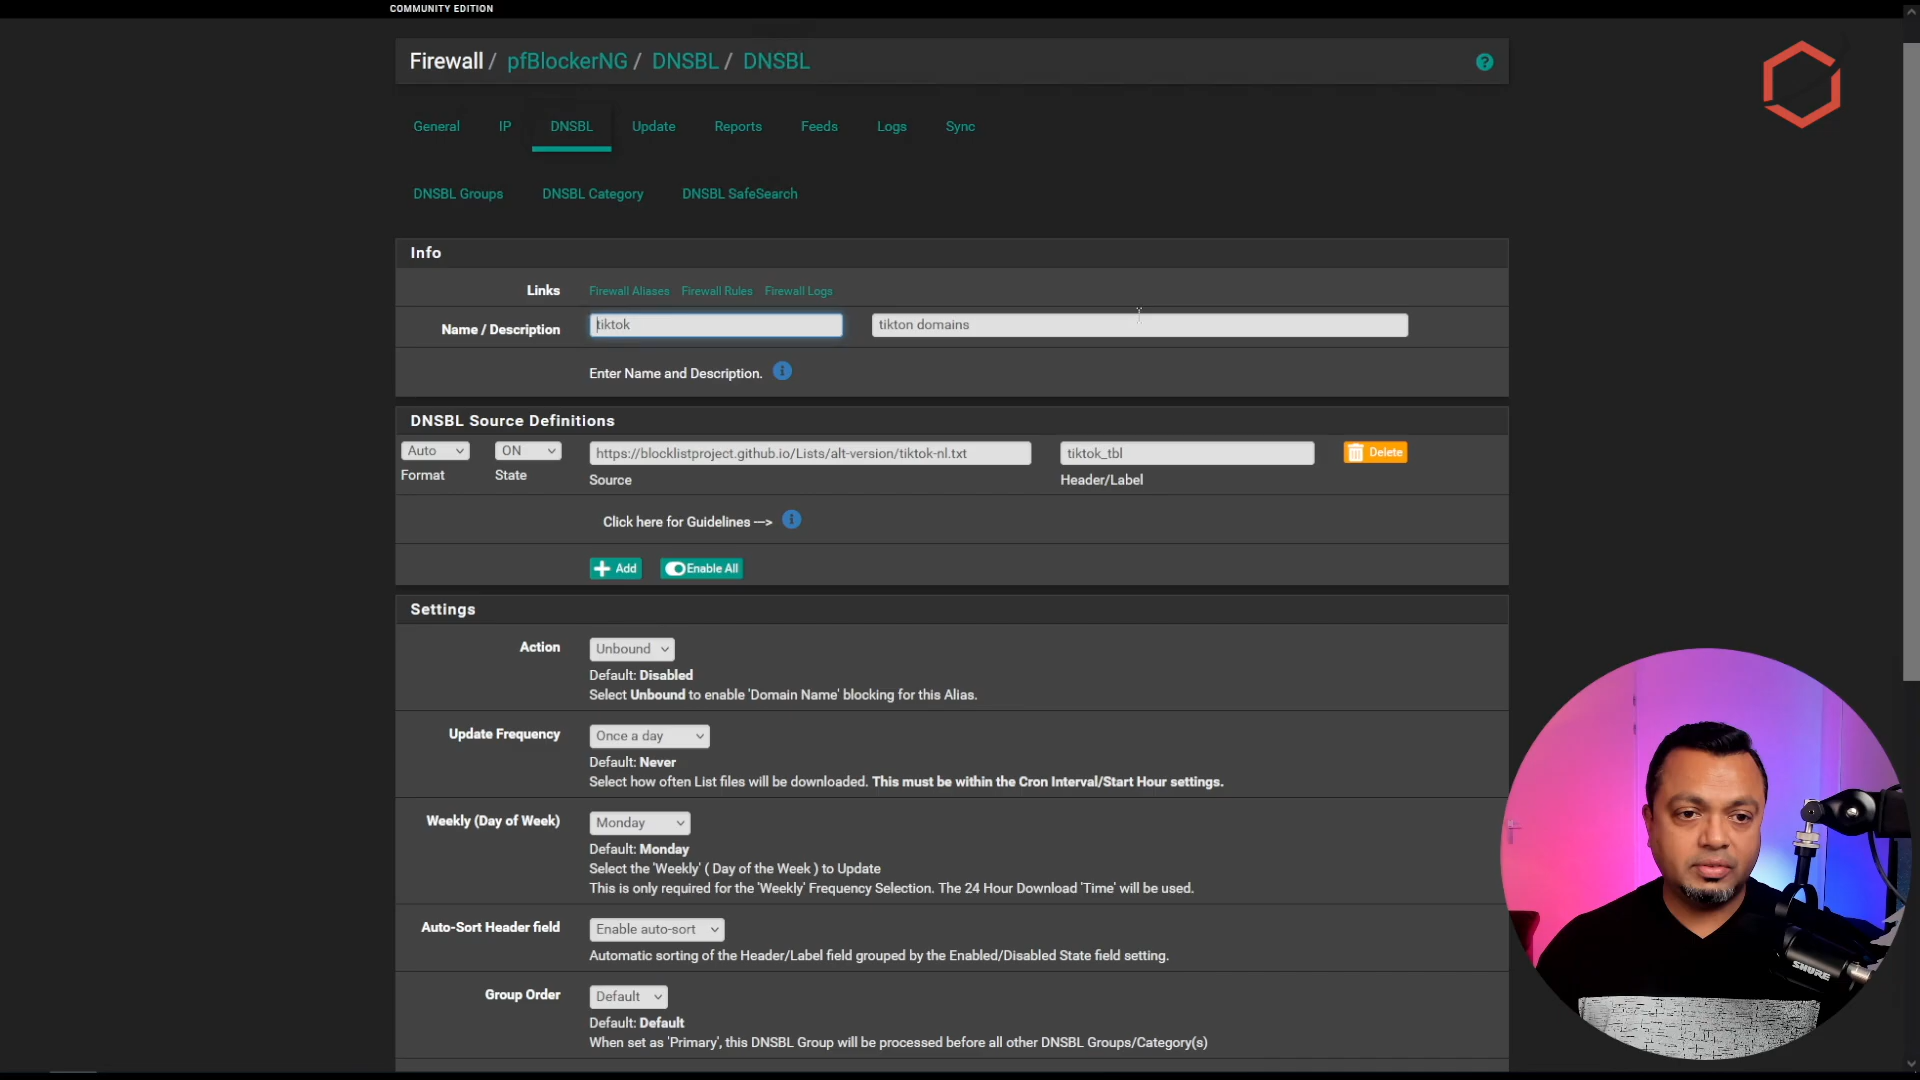 COMMUNITY EDITION
Firewall / pfBlockerNG / DNSBL / DNSBL
General IP DNSBL Update Reports Feeds Logs Sync
DNSBL Groups DNSBL Category DNSBL SafeSearch
Info
Links Firewall Aliases Firewall Rules Firewall Logs
Name / Description tiktok tikton domains
Enter Name and Description.
DNSBL Source Definitions
Auto ON https://blocklistproject.github.io/Lists/alt-version/tiktok-nl.txt tiktok_tbl Delete
Format State Source Header/Label
Click here for Guidelines --->
Add Enable All
Settings
Action Unbound
Default: Disabled
Select Unbound to enable 'Domain Name' blocking for this Alias.
Update Frequency Once a day
Default: Never
Select how often List files will be downloaded. This must be within the Cron Interval/Start Hour settings.
Weekly (Day of Week) Monday
Default: Monday
Select the 'Weekly' ( Day of the Week ) to Update
This is only required for the 'Weekly' Frequency Selection. The 24 Hour Download 'Time' will be used.
Auto-Sort Header field Enable auto-sort
Automatic sorting of the Header/Label field grouped by the Enabled/Disabled State field setting.
Group Order Default
Default: Default
When set as 'Primary', this DNSBL Group will be processed before all other DNSBL Groups/Category(s)
SHURE